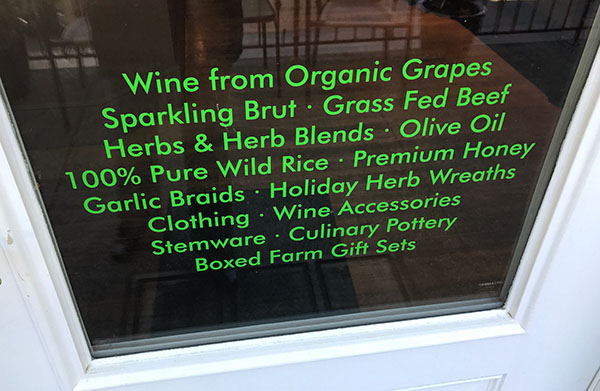 Wine from Organic Grapes
Sparkling Brut · Grass Fed Beef
Herbs & Herb Blends · Olive Oil
100% Pure Wild Rice · Premium Honey
Garlic Braids · Holiday Herb Wreaths
Clothing · Wine Accessories
Stemware · Culinary Pottery
Boxed Farm Gift Sets